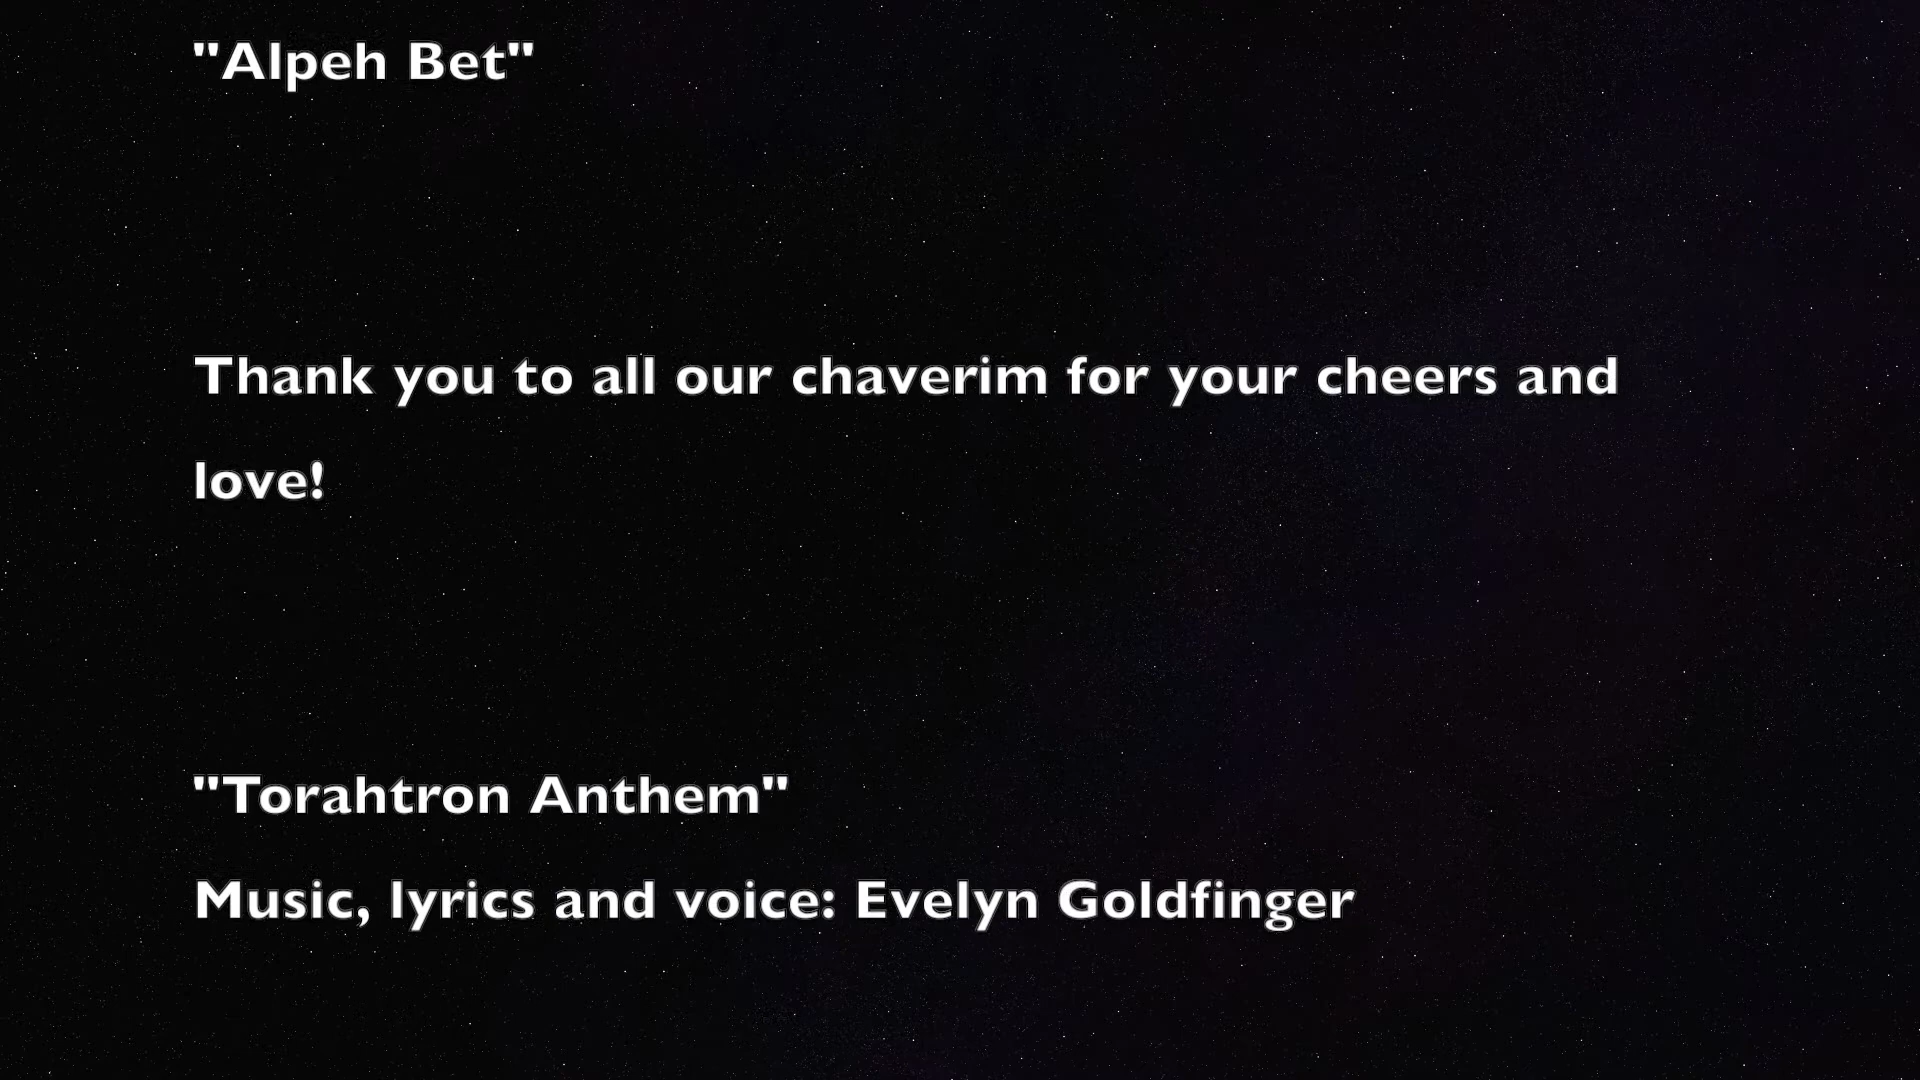 "Alpeh Bet"
Thank you to all our chaverim for your cheers and
love!
"Torahtron Anthem"
Music, lyrics and voice: Evelyn Goldfinger